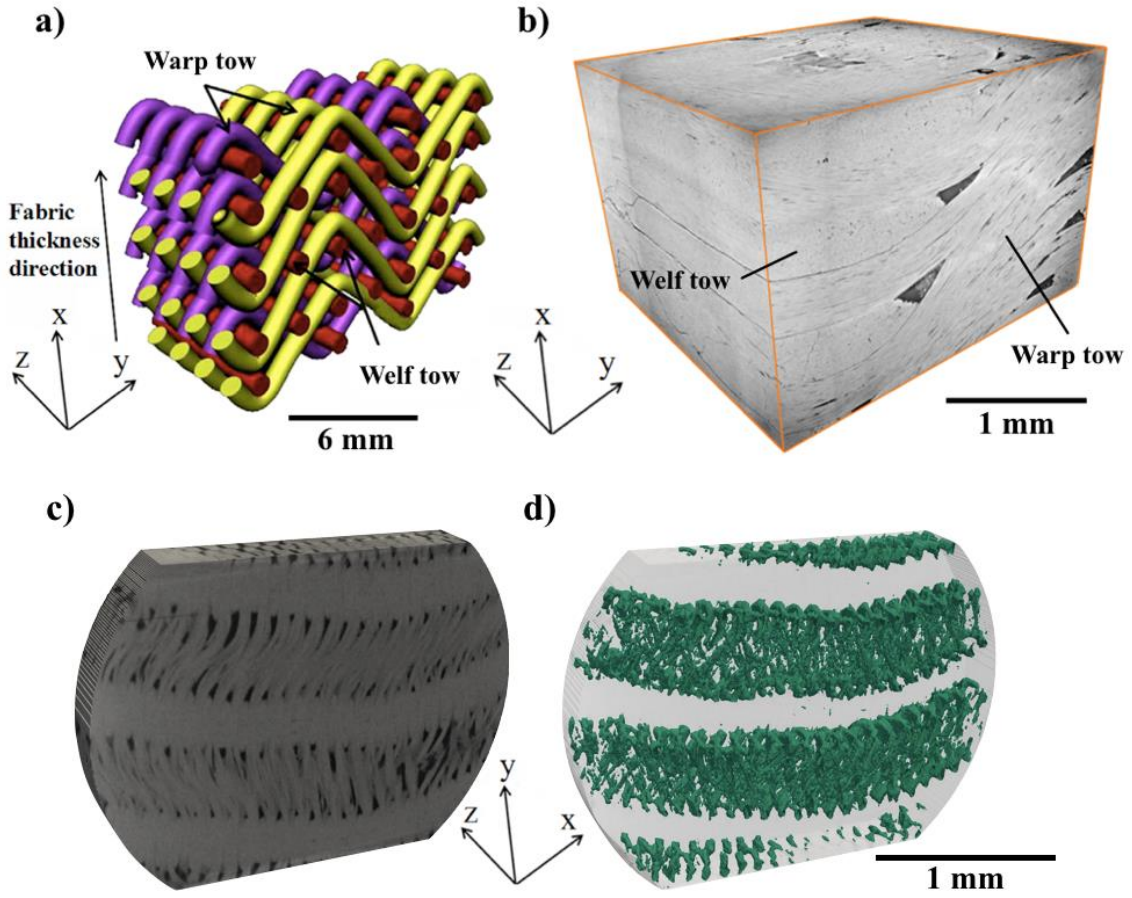 a)
Warp tow
Fabric
thickness
direction
x
z
y
Welf tow
6 mm
b)
Welf tow
Warp tow
x
z
y
1 mm
c)
d)
y
z
x
1 mm